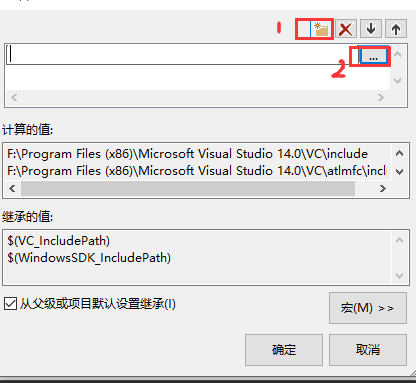 1
2
...
计算的值:
F:\Program Files (x86)\Microsoft Visual Studio 14.0\VC\include
F:\Program Files (x86)\Microsoft Visual Studio 14.0\VC\atlmfc\incl
继承的值:
$(VC_IncludePath)
$(WindowsSDK_IncludePath)
从父级或项目默认设置继承(I)
宏(M) >>
确定
取消